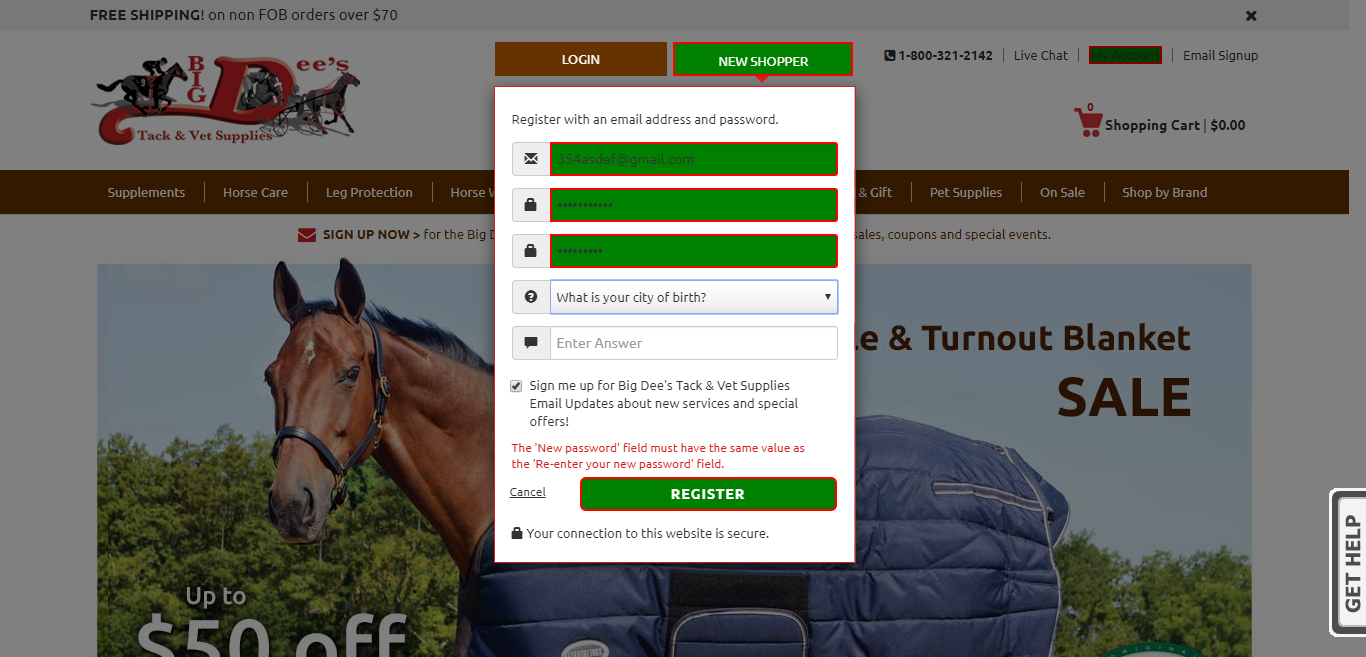 FREE SHIPPING! on non FOB orders over $70
BIG Dee's
Tack & Vet Supplies
LOGIN
NEW SHOPPER
1-800-321-2142
Live Chat
My Account
Email Signup
0
Shopping Cart | $0.00
Supplements
Horse Care
Leg Protection
Horse
& Gift
Pet Supplies
On Sale
Shop by Brand
SIGN UP NOW > for the Big
sales, coupons and special events.
Register with an email address and password.
354asdef@gmail.com
What is your city of birth?
Enter Answer
Sign me up for Big Dee's Tack & Vet Supplies
Email Updates about new services and special
offers!
The 'New password' field must have the same value as
the 'Re-enter your new password' field.
Cancel
REGISTER
Your connection to this website is secure.
& Turnout Blanket
SALE
Up to
$50 off
ORIGINAL
GET HELP